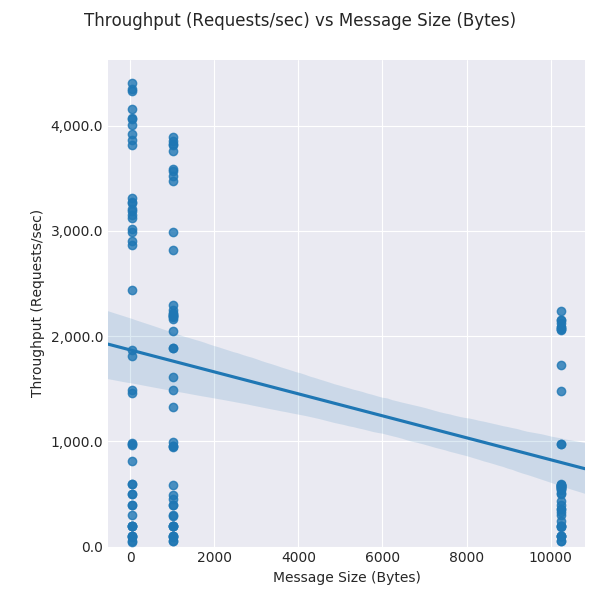 Throughput (Requests/sec) vs Message Size (Bytes)
4,000.0
3,000.0
2,000.0
1,000.0
0.0
Throughput (Requests/sec)
0 2000 4000 6000 8000 10000
Message Size (Bytes)